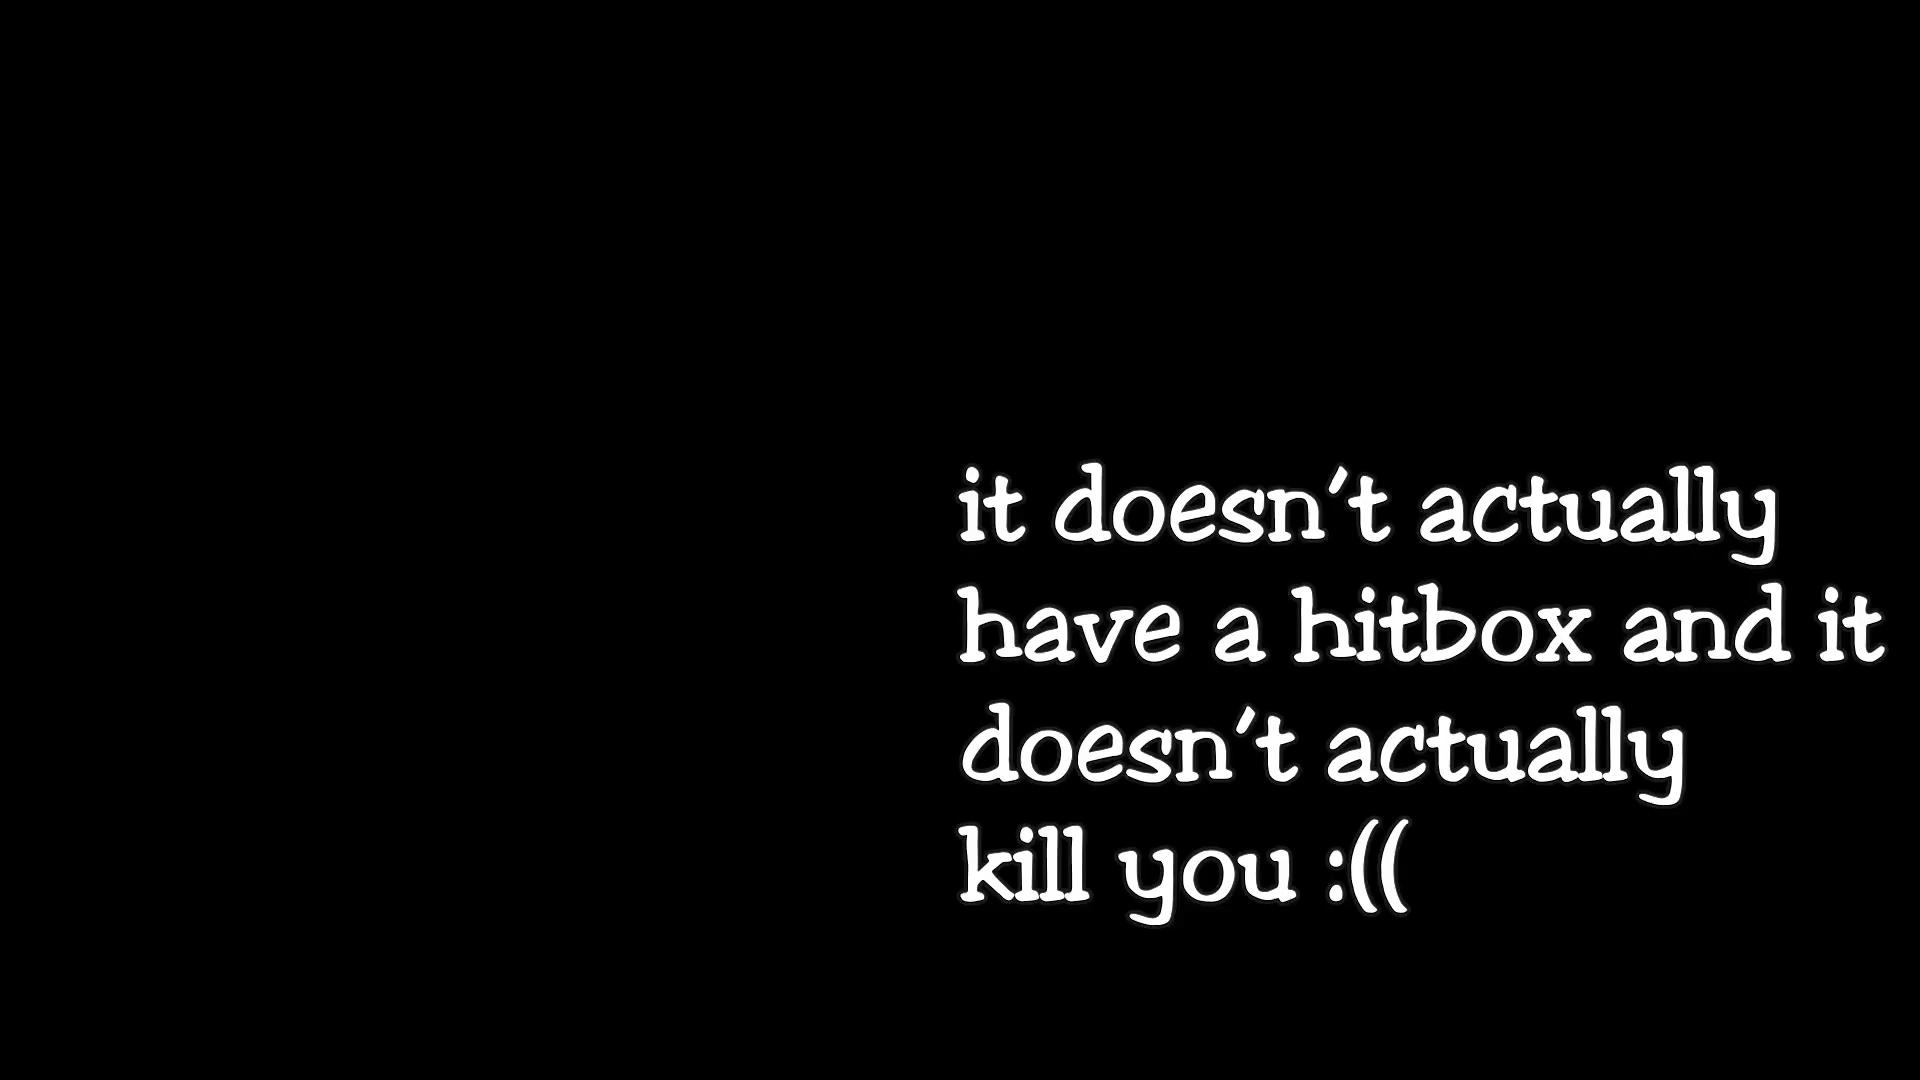 it doesn't actually
have a hitbox and it
doesn't actually
kill you :((